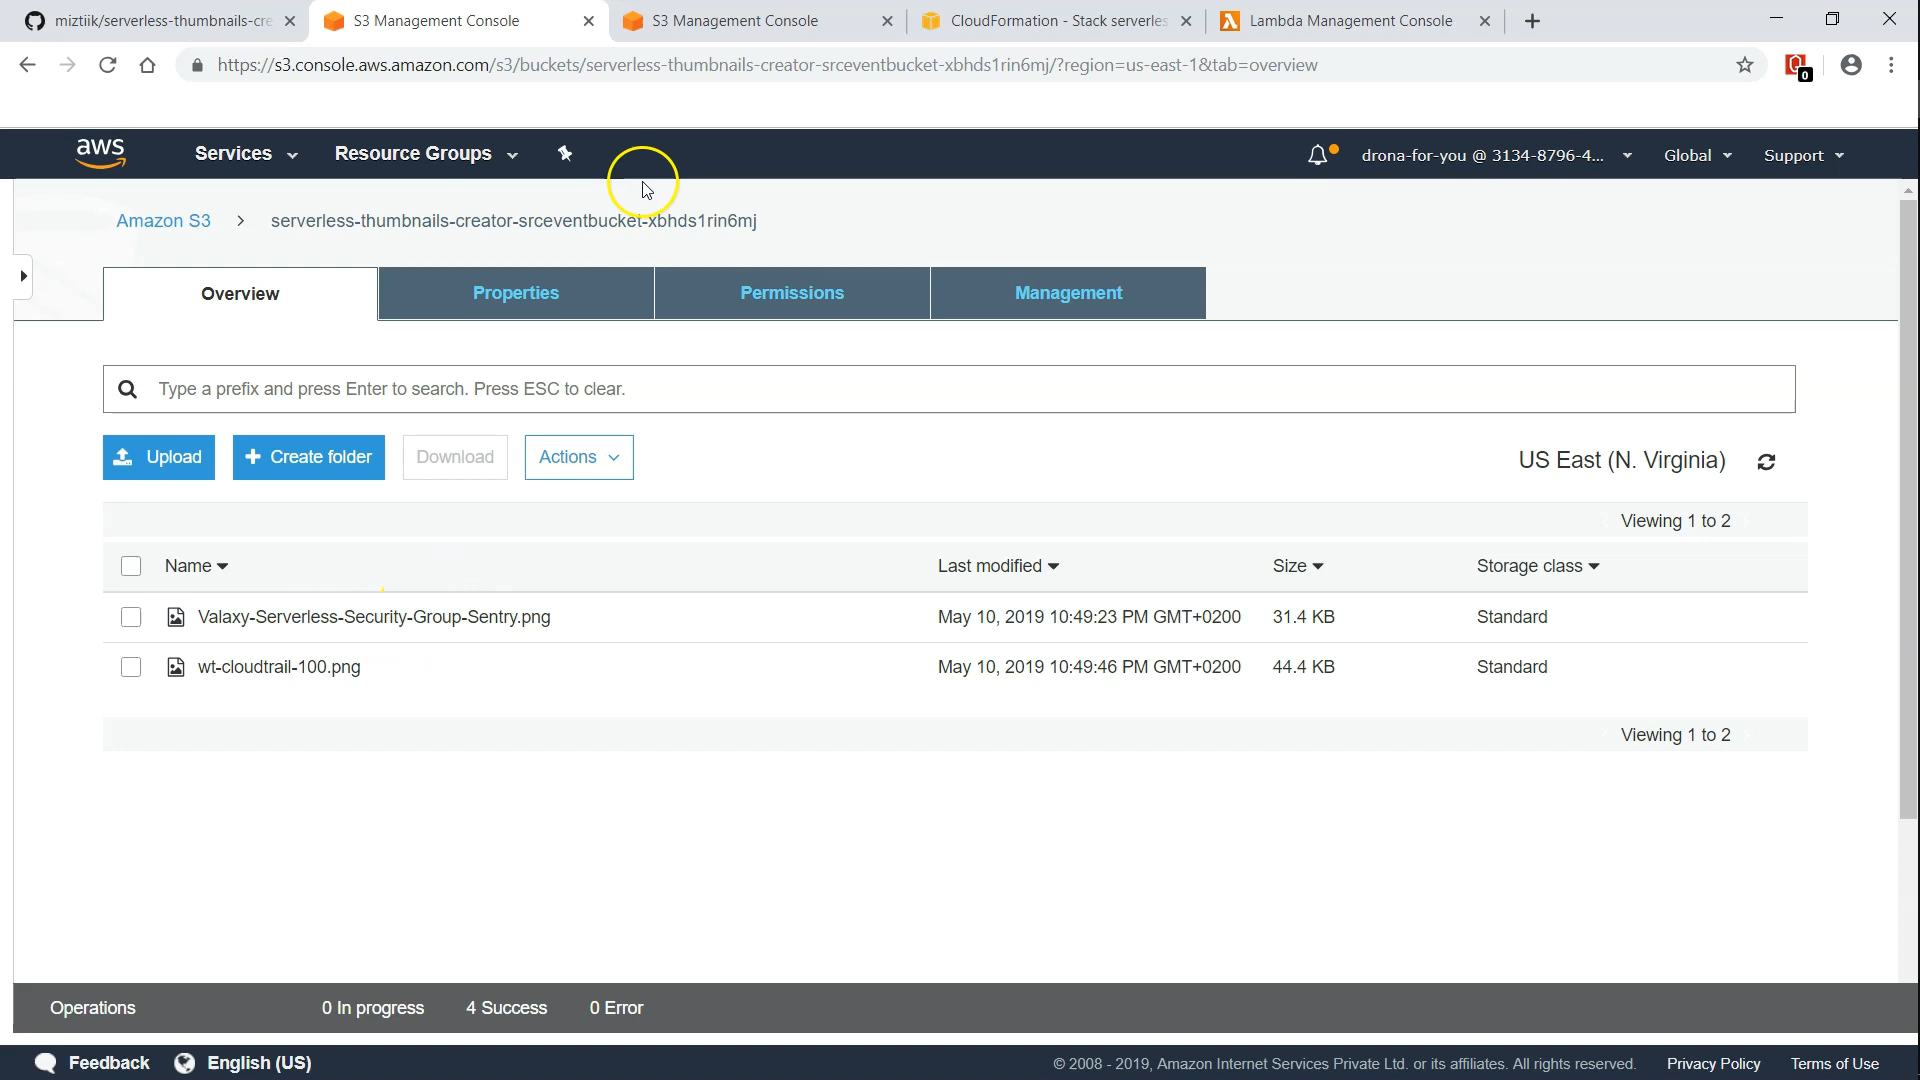 miztiik/serverless-thumbnails-cre
S3 Management Console
S3 Management Console
CloudFormation - Stack serverles
Lambda Management Console
https://s3.console.aws.amazon.com/s3/buckets/serverless-thumbnails-creator-srceventbucket-xbhds1rin6mj/?region=us-east-1&tab=overview
0
aws
Services
Resource Groups
drona-for-you @ 3134-8796-4...
Global
Support
Amazon S3 > serverless-thumbnails-creator-srceventbucket-xbhds1rin6mj
Overview
Properties
Permissions
Management
Type a prefix and press Enter to search. Press ESC to clear.
Upload
+ Create folder
Download
Actions
US East (N. Virginia)
Viewing 1 to 2
Name
Last modified
Size
Storage class
Valaxy-Serverless-Security-Group-Sentry.png
May 10, 2019 10:49:23 PM GMT+0200
31.4 KB
Standard
wt-cloudtrail-100.png
May 10, 2019 10:49:46 PM GMT+0200
44.4 KB
Standard
Viewing 1 to 2
Operations
0 In progress
4 Success
0 Error
Feedback
English (US)
© 2008 - 2019, Amazon Internet Services Private Ltd. or its affiliates. All rights reserved.
Privacy Policy
Terms of Use